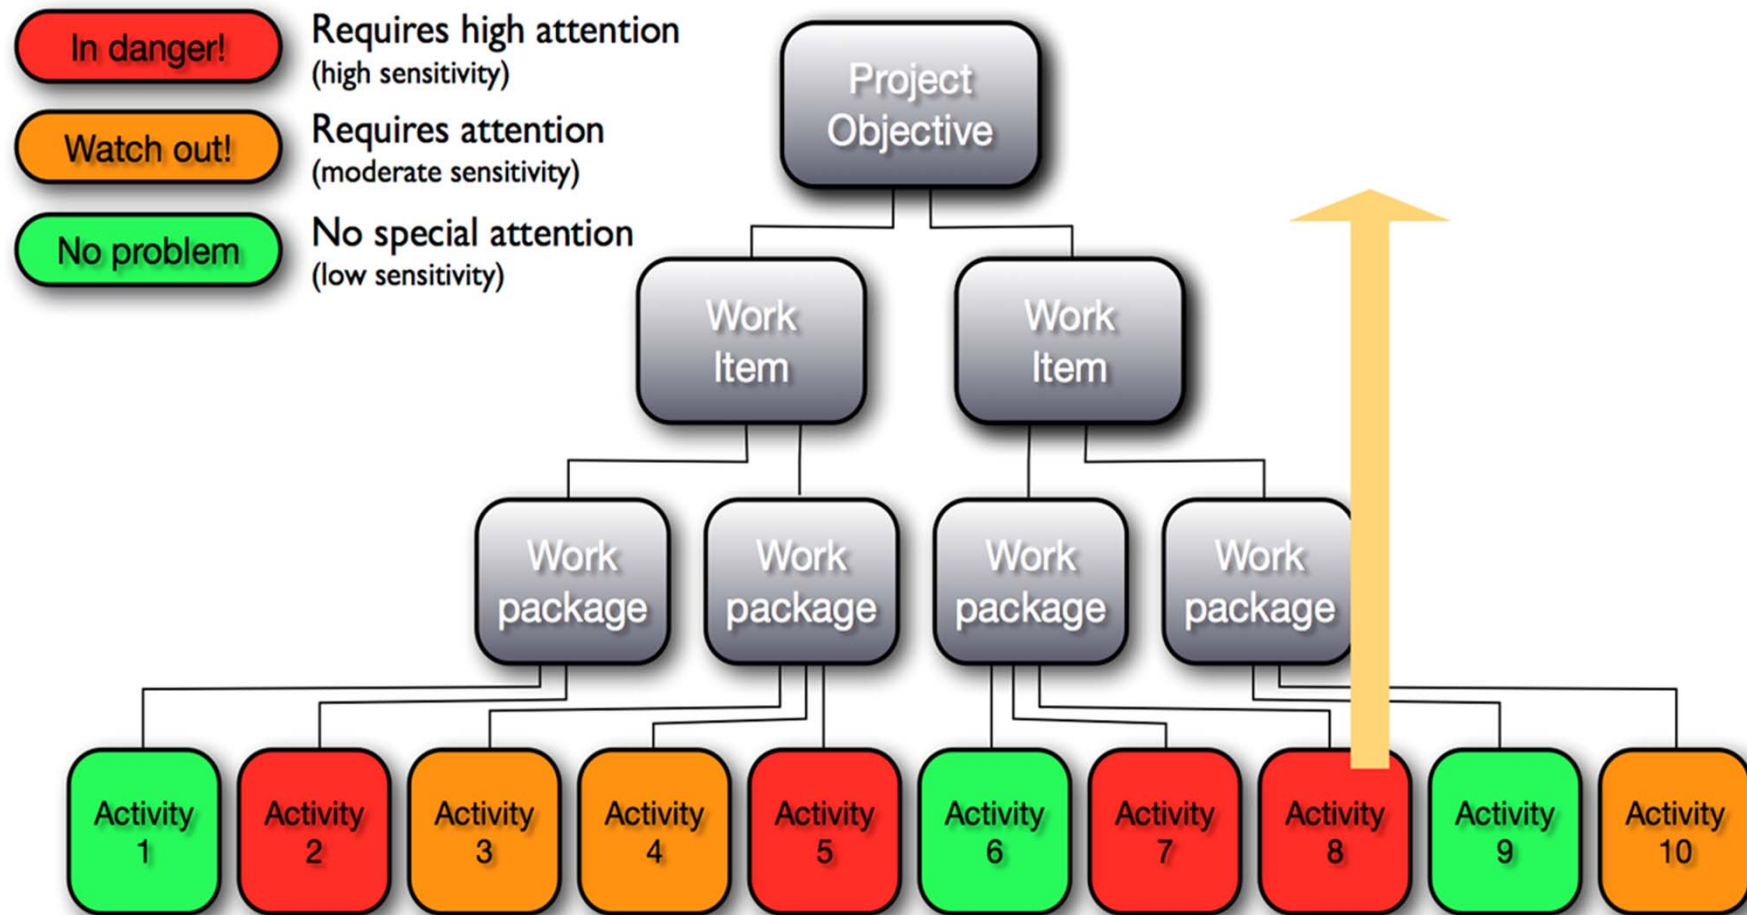 In danger!
Requires high attention
(high sensitivity)
Watch out!
Requires attention
(moderate sensitivity)
No problem
No special attention
(low sensitivity)
Project
Objective
Work
Item
Work
Item
Work
package
Work
package
Work
package
Work
package
Activity
1
Activity
2
Activity
3
Activity
4
Activity
5
Activity
6
Activity
7
Activity
8
Activity
9
Activity
10